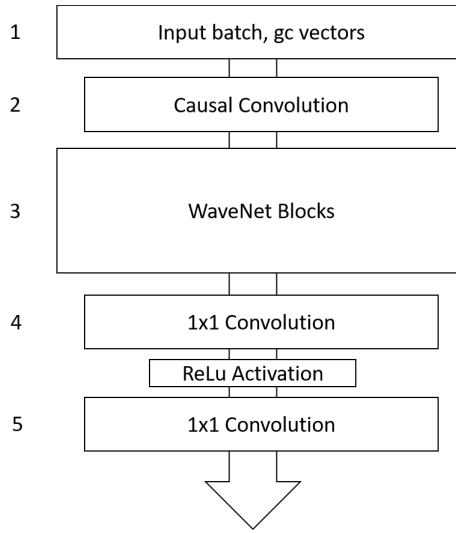 1 Input batch, gc vectors
2 Causal Convolution
3 WaveNet Blocks
4 1x1 Convolution
ReLu Activation
5 1x1 Convolution